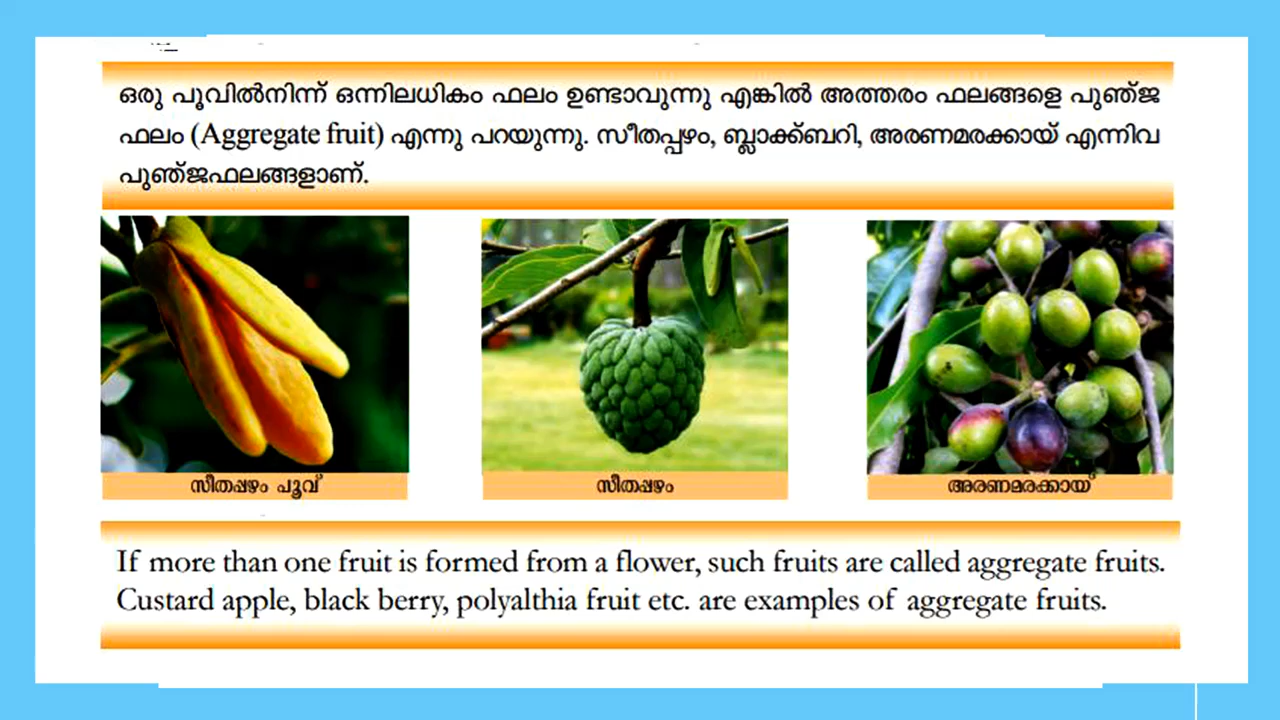 ഒരു പൂവിൽനിന്ന് ഒന്നിലധികം ഫലം ഉണ്ടാവുന്നു എങ്കിൽ അത്തരം ഫലങ്ങളെ പുഞ്ജ
ഫലം (Aggregate fruit) എന്നു പറയുന്നു. സീതപ്പഴം, ബ്ലാക്ക്ബറി, അരണമരക്കായ് എന്നിവ
പുഞ്ജഫലങ്ങളാണ്.
സീതപ്പഴം പൂവ്
സീതപ്പഴം
അരണമരക്കായ്
If more than one fruit is formed from a flower, such fruits are called aggregate fruits.
Custard apple, black berry, polyalthia fruit etc. are examples of aggregate fruits.